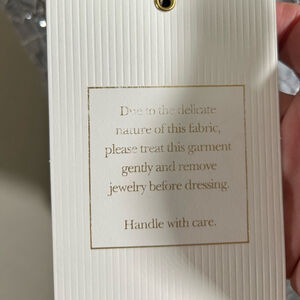 Due to the delicate
nature of this fabric,
please treat this garment
gently and remove
jewelry before dressing.
Handle with care.